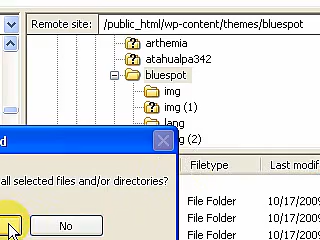 Remote site: /public_html/wp-content/themes/bluespot
arthemia
atahualpa342
bluespot
img
img (1)
lang
(2)
all selected files and/or directories?
No
Filetype Last modif
File Folder 10/17/2009
File Folder 10/17/2009
File Folder 10/17/2009